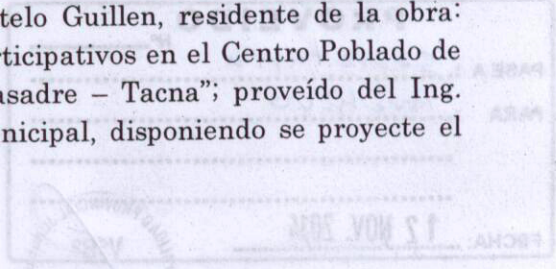 telo Guillen, residente de la obra:
rticipativos en el Centro Poblado de
asadre – Tacna”; proveído del Ing.
nicipal, disponiendo se proyecte el
PASE A
PARA
FECHA: 12 NOV. 2014